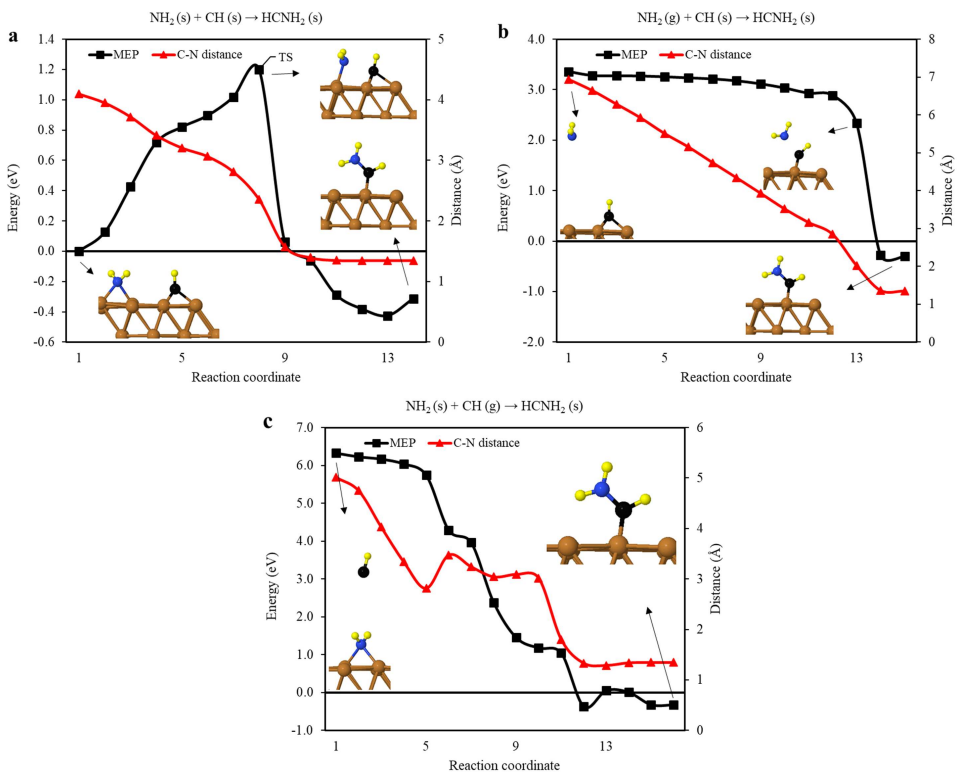 NH2 (s) + CH (s) → HCNH2 (s)
a
MEP
C-N distance
TS
1.4
1.2
1.0
0.8
0.6
0.4
0.2
0.0
-0.2
-0.4
-0.6
Energy (eV)
5
4
3
2
1
0
Distance (Å)
1
5
9
13
Reaction coordinate
NH2 (g) + CH (s) → HCNH2 (s)
b
MEP
C-N distance
4.0
3.0
2.0
1.0
0.0
-1.0
-2.0
Energy (eV)
8
7
6
5
4
3
2
1
0
Distance (Å)
1
5
9
13
Reaction coordinate
NH2 (s) + CH (g) → HCNH2 (s)
c
MEP
C-N distance
7.0
6.0
5.0
4.0
3.0
2.0
1.0
0.0
-1.0
Energy (eV)
6
5
4
3
2
1
0
Distance (Å)
1
5
9
13
Reaction coordinate